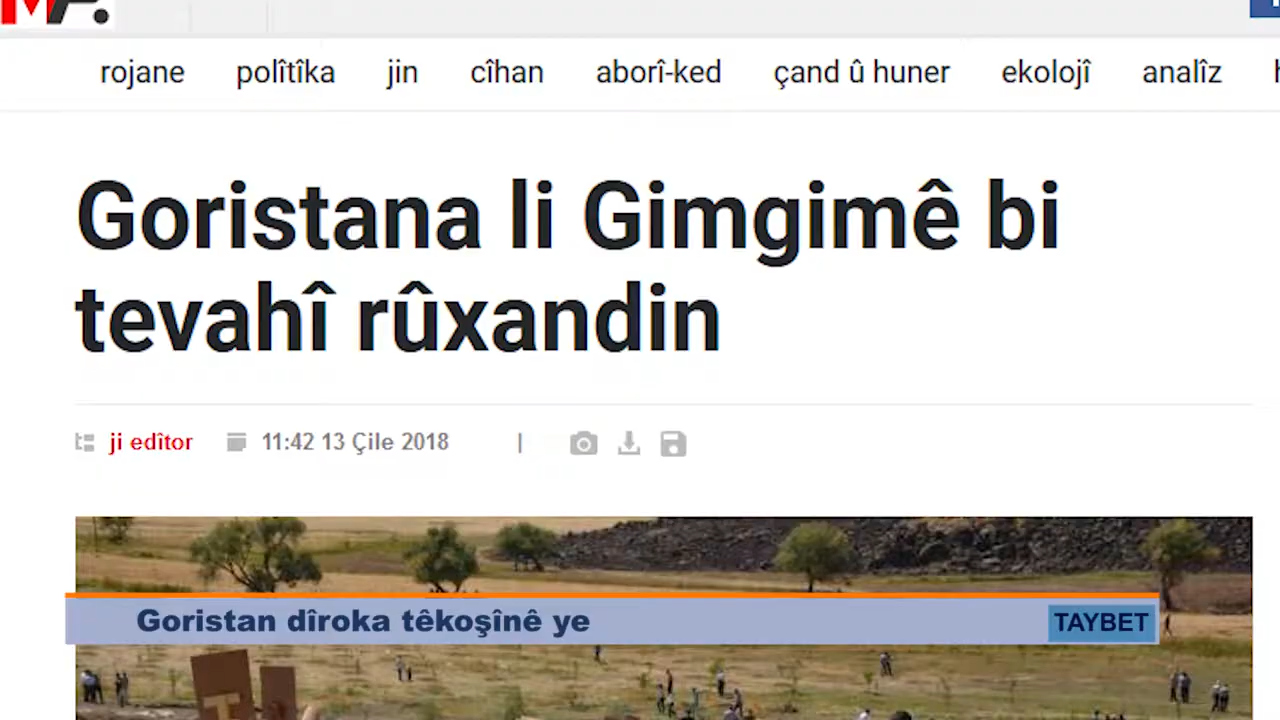 rojane polîtîka jin cîhan aborî-ked çand û huner ekolojî analîz
Goristana li Gimgimê bi
tevahî rûxandin
ji edîtor 11:42 13 Çile 2018 |
Goristan dîroka têkoşînê ye TAYBET